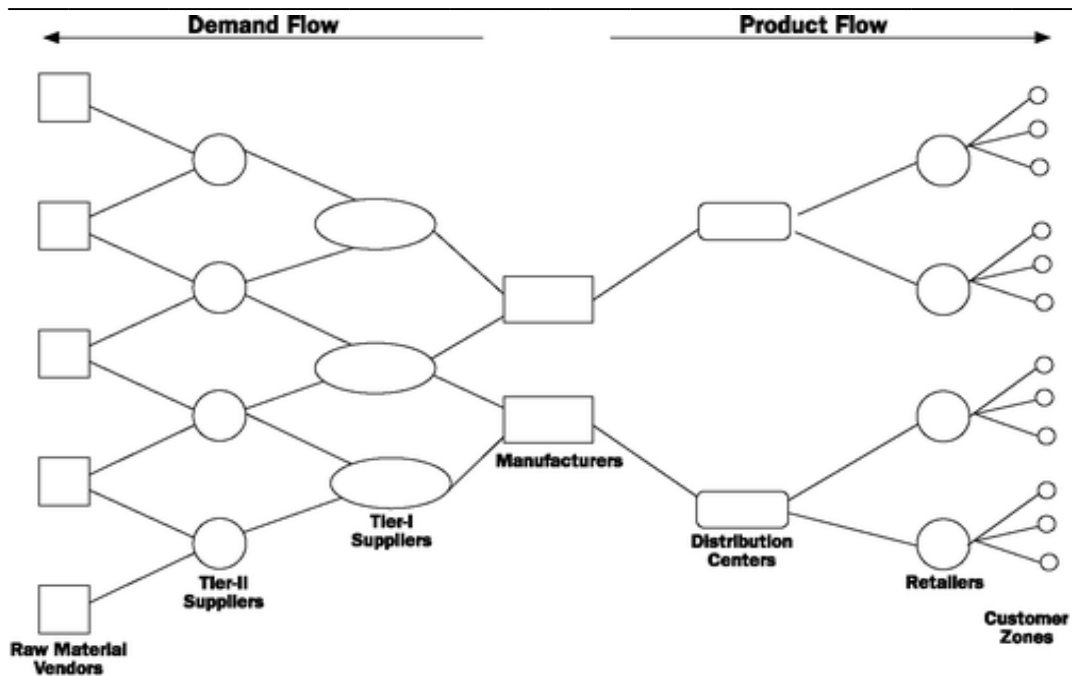 Demand Flow
Product Flow
Manufacturers
Tier-I
Suppliers
Distribution
Centers
Tier-II
Suppliers
Retailers
Customer
Zones
Raw Material
Vendors